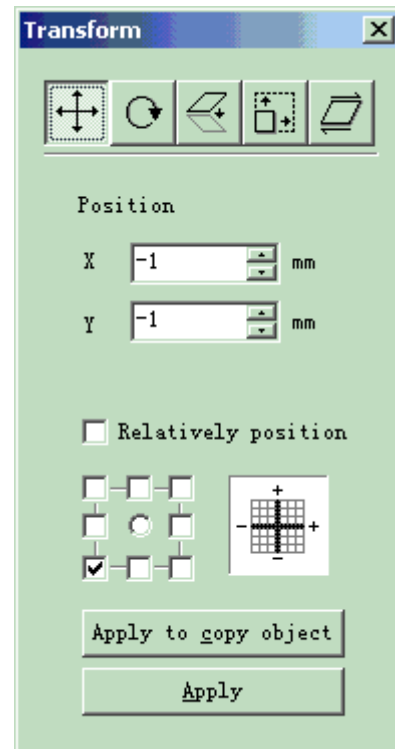 Transform
Position
X -1 mm
Y -1 mm
Relatively position
+
- +
-
Apply to copy object
Apply